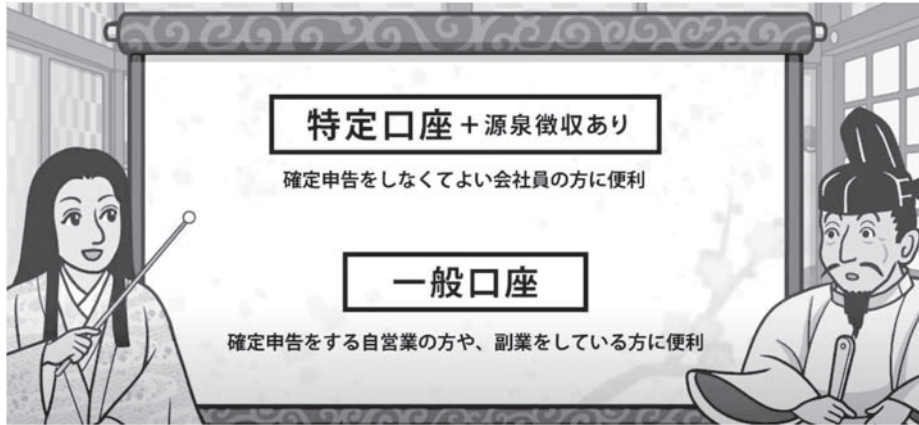 特定口座+源泉徴収あり
確定申告をしなくてよい会社員の方に便利
一般口座
確定申告をする自営業の方や、副業をしている方に便利